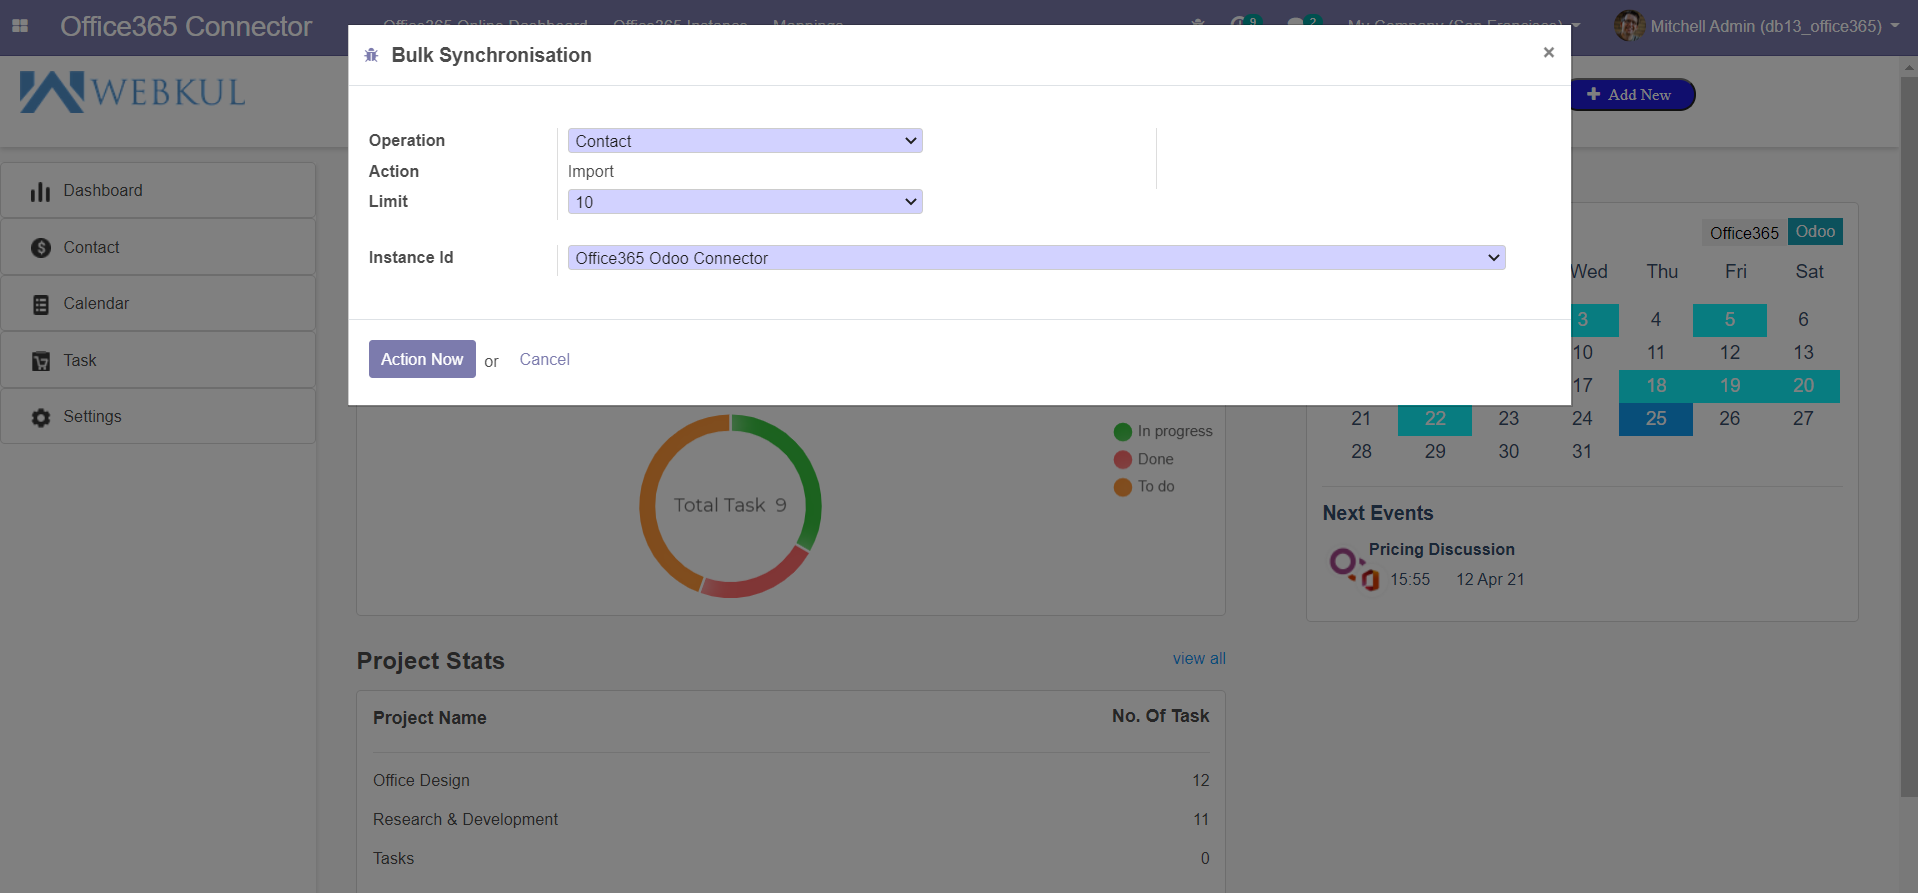 Office365 Connector
Office365 Online Dashboard Office365 Instance Mappings
9 2 My Company (San Francisco) Mitchell Admin (db13_office365)
WEBKUL
Add New
Bulk Synchronisation ×
Operation Contact
Action Import
Limit 10
Instance Id Office365 Odoo Connector
Action Now or Cancel
Dashboard
Contact
Calendar
Task
Settings
Office365 Odoo
Wed Thu Fri Sat
3 4 5 6
10 11 12 13
17 18 19 20
21 22 23 24 25 26 27
28 29 30 31
In progress
Done
To do
Total Task 9
Next Events
Pricing Discussion
15:55 12 Apr 21
Project Stats view all
Project Name No. Of Task
Office Design 12
Research & Development 11
Tasks 0